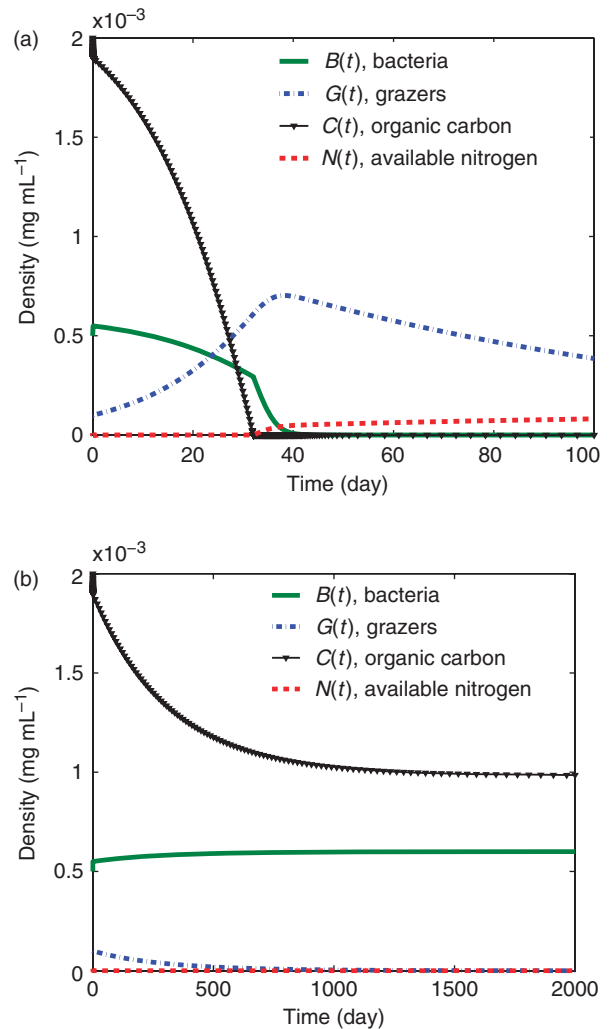 (a)
x10⁻³
2
1.5
1
0.5
0
Density (mg mL⁻¹)
B(t), bacteria
G(t), grazers
C(t), organic carbon
N(t), available nitrogen
0 20 40 60 80 100
Time (day)
(b)
x10⁻³
2
1.5
1
0.5
0
Density (mg mL⁻¹)
B(t), bacteria
G(t), grazers
C(t), organic carbon
N(t), available nitrogen
0 500 1000 1500 2000
Time (day)